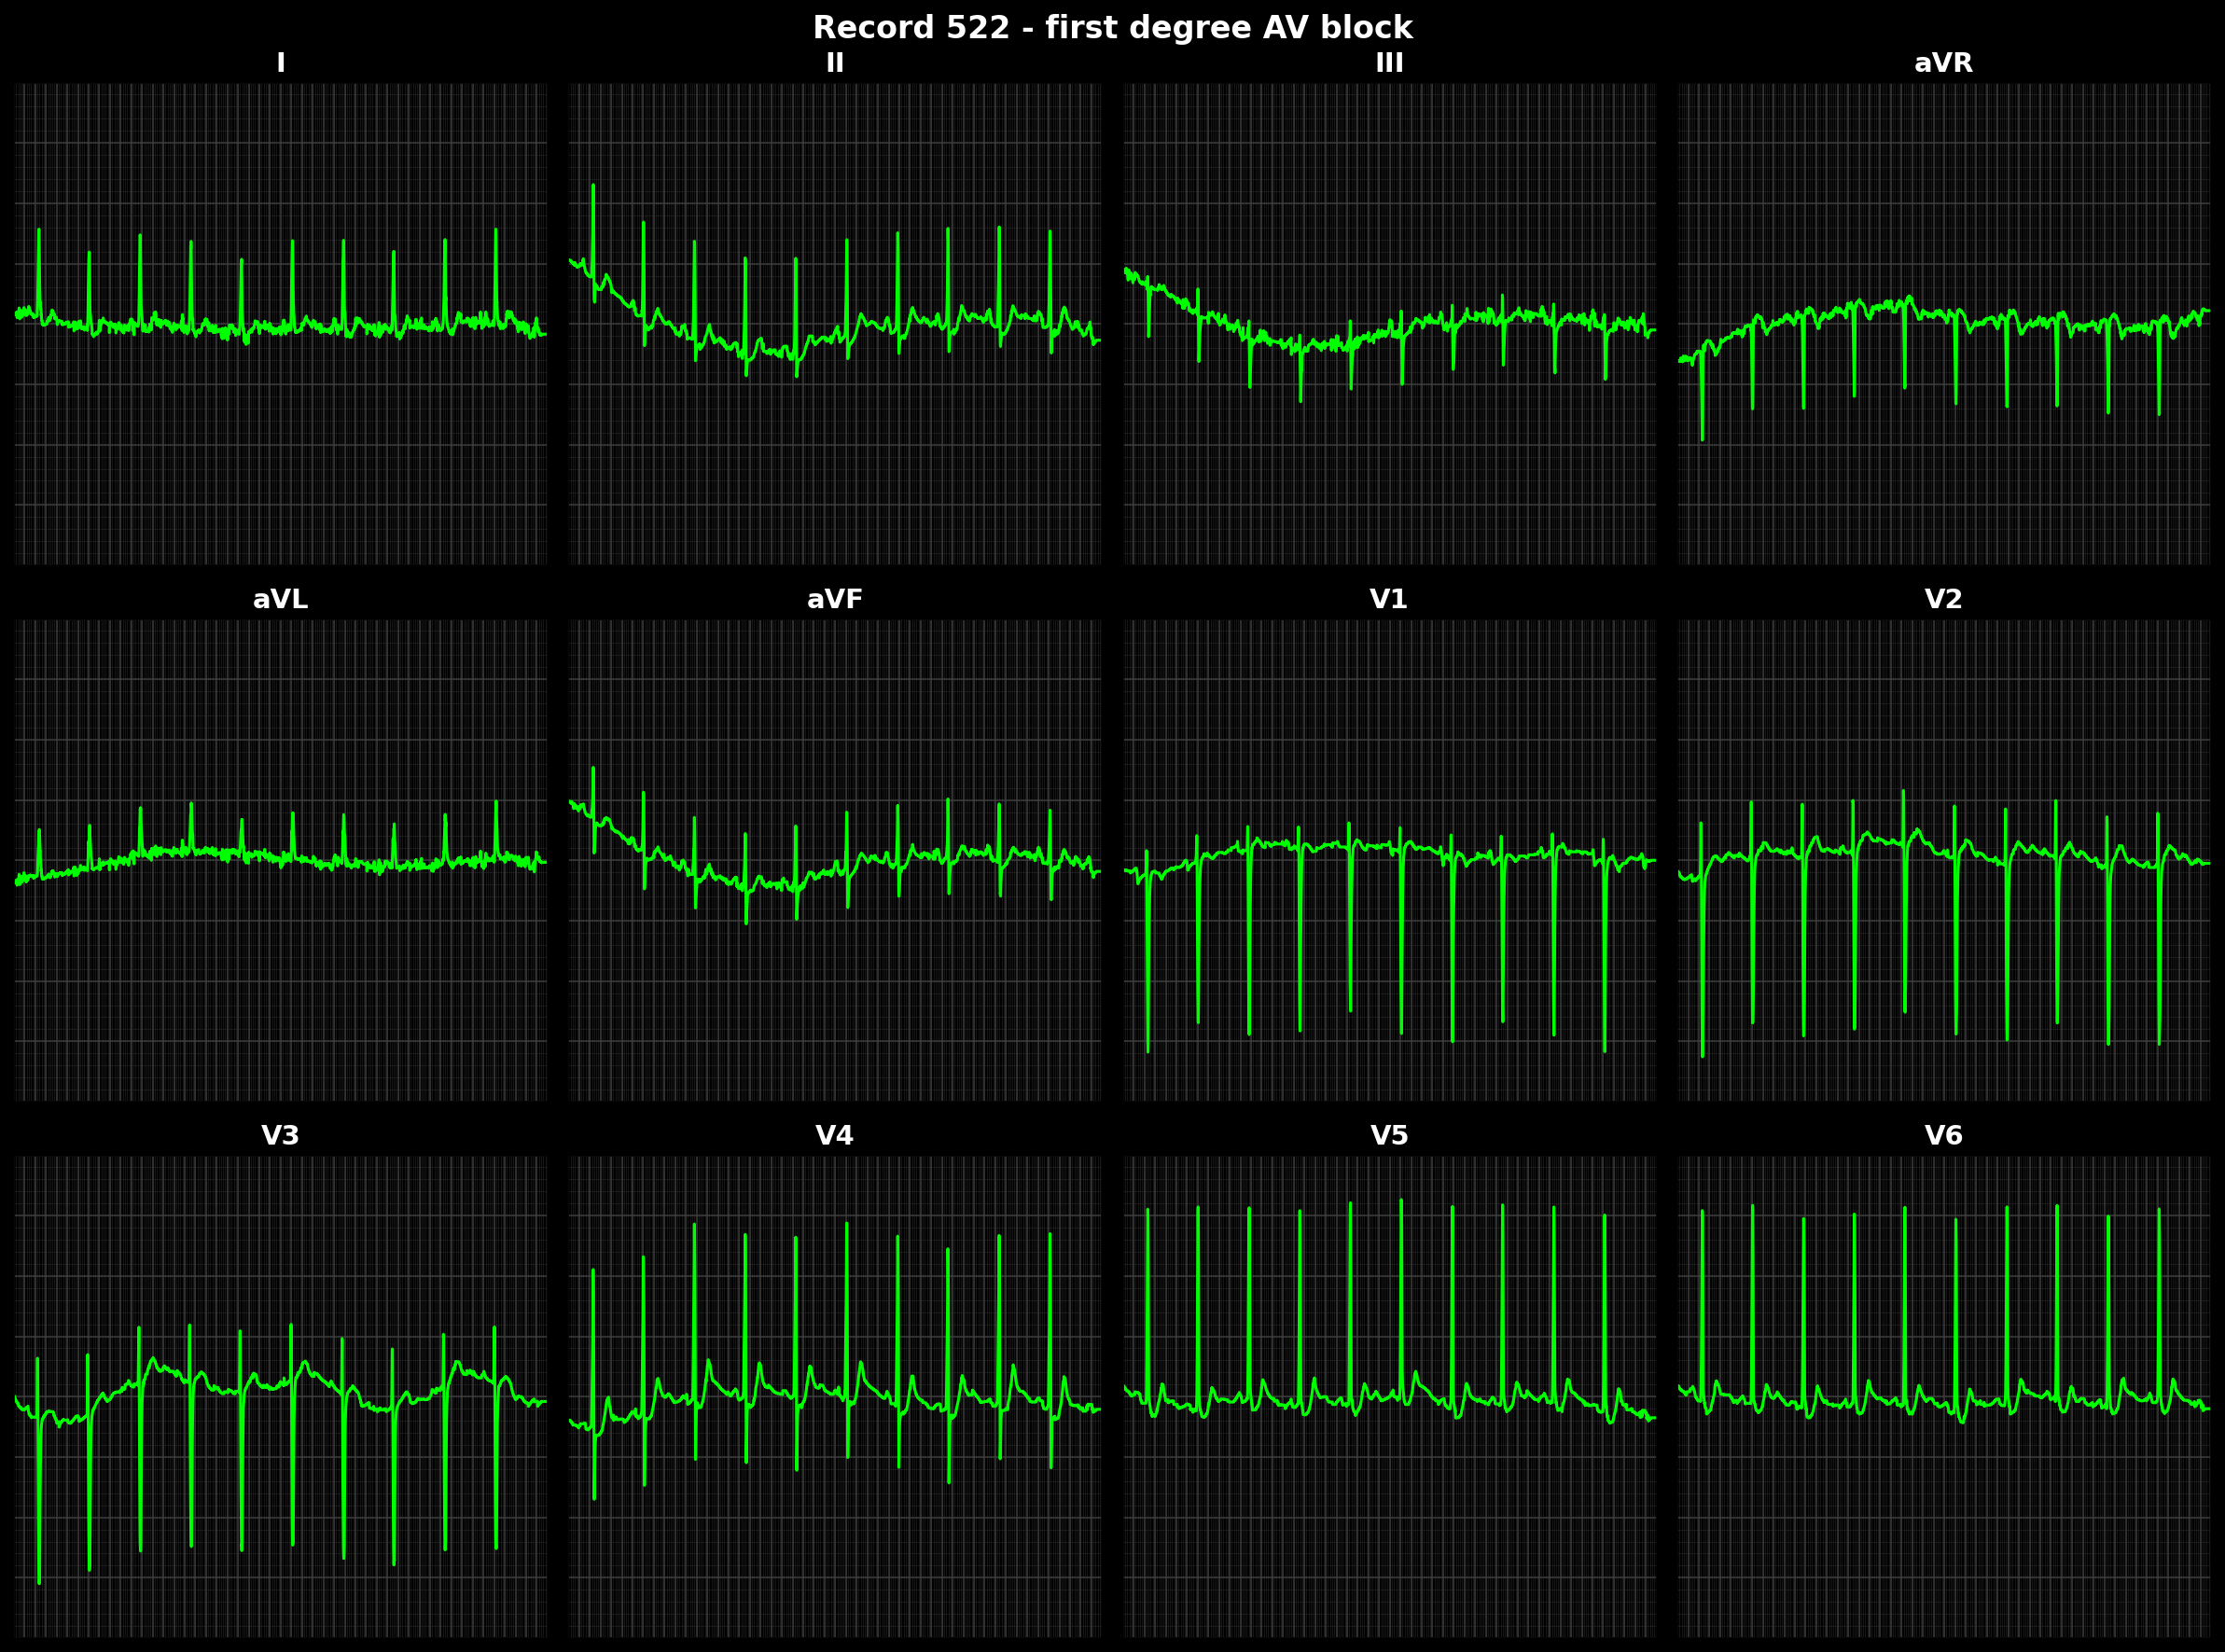 Record 522 - first degree AV block
I II III aVR
aVL aVF V1 V2
V3 V4 V5 V6